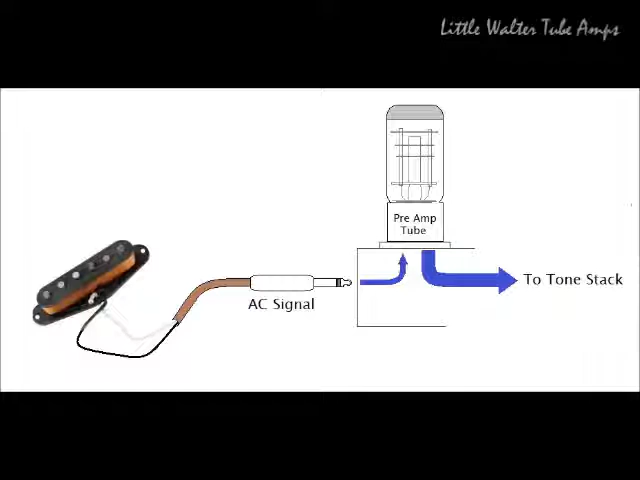 Little Walter Tube Amps
Pre Amp
Tube
To Tone Stack
AC Signal